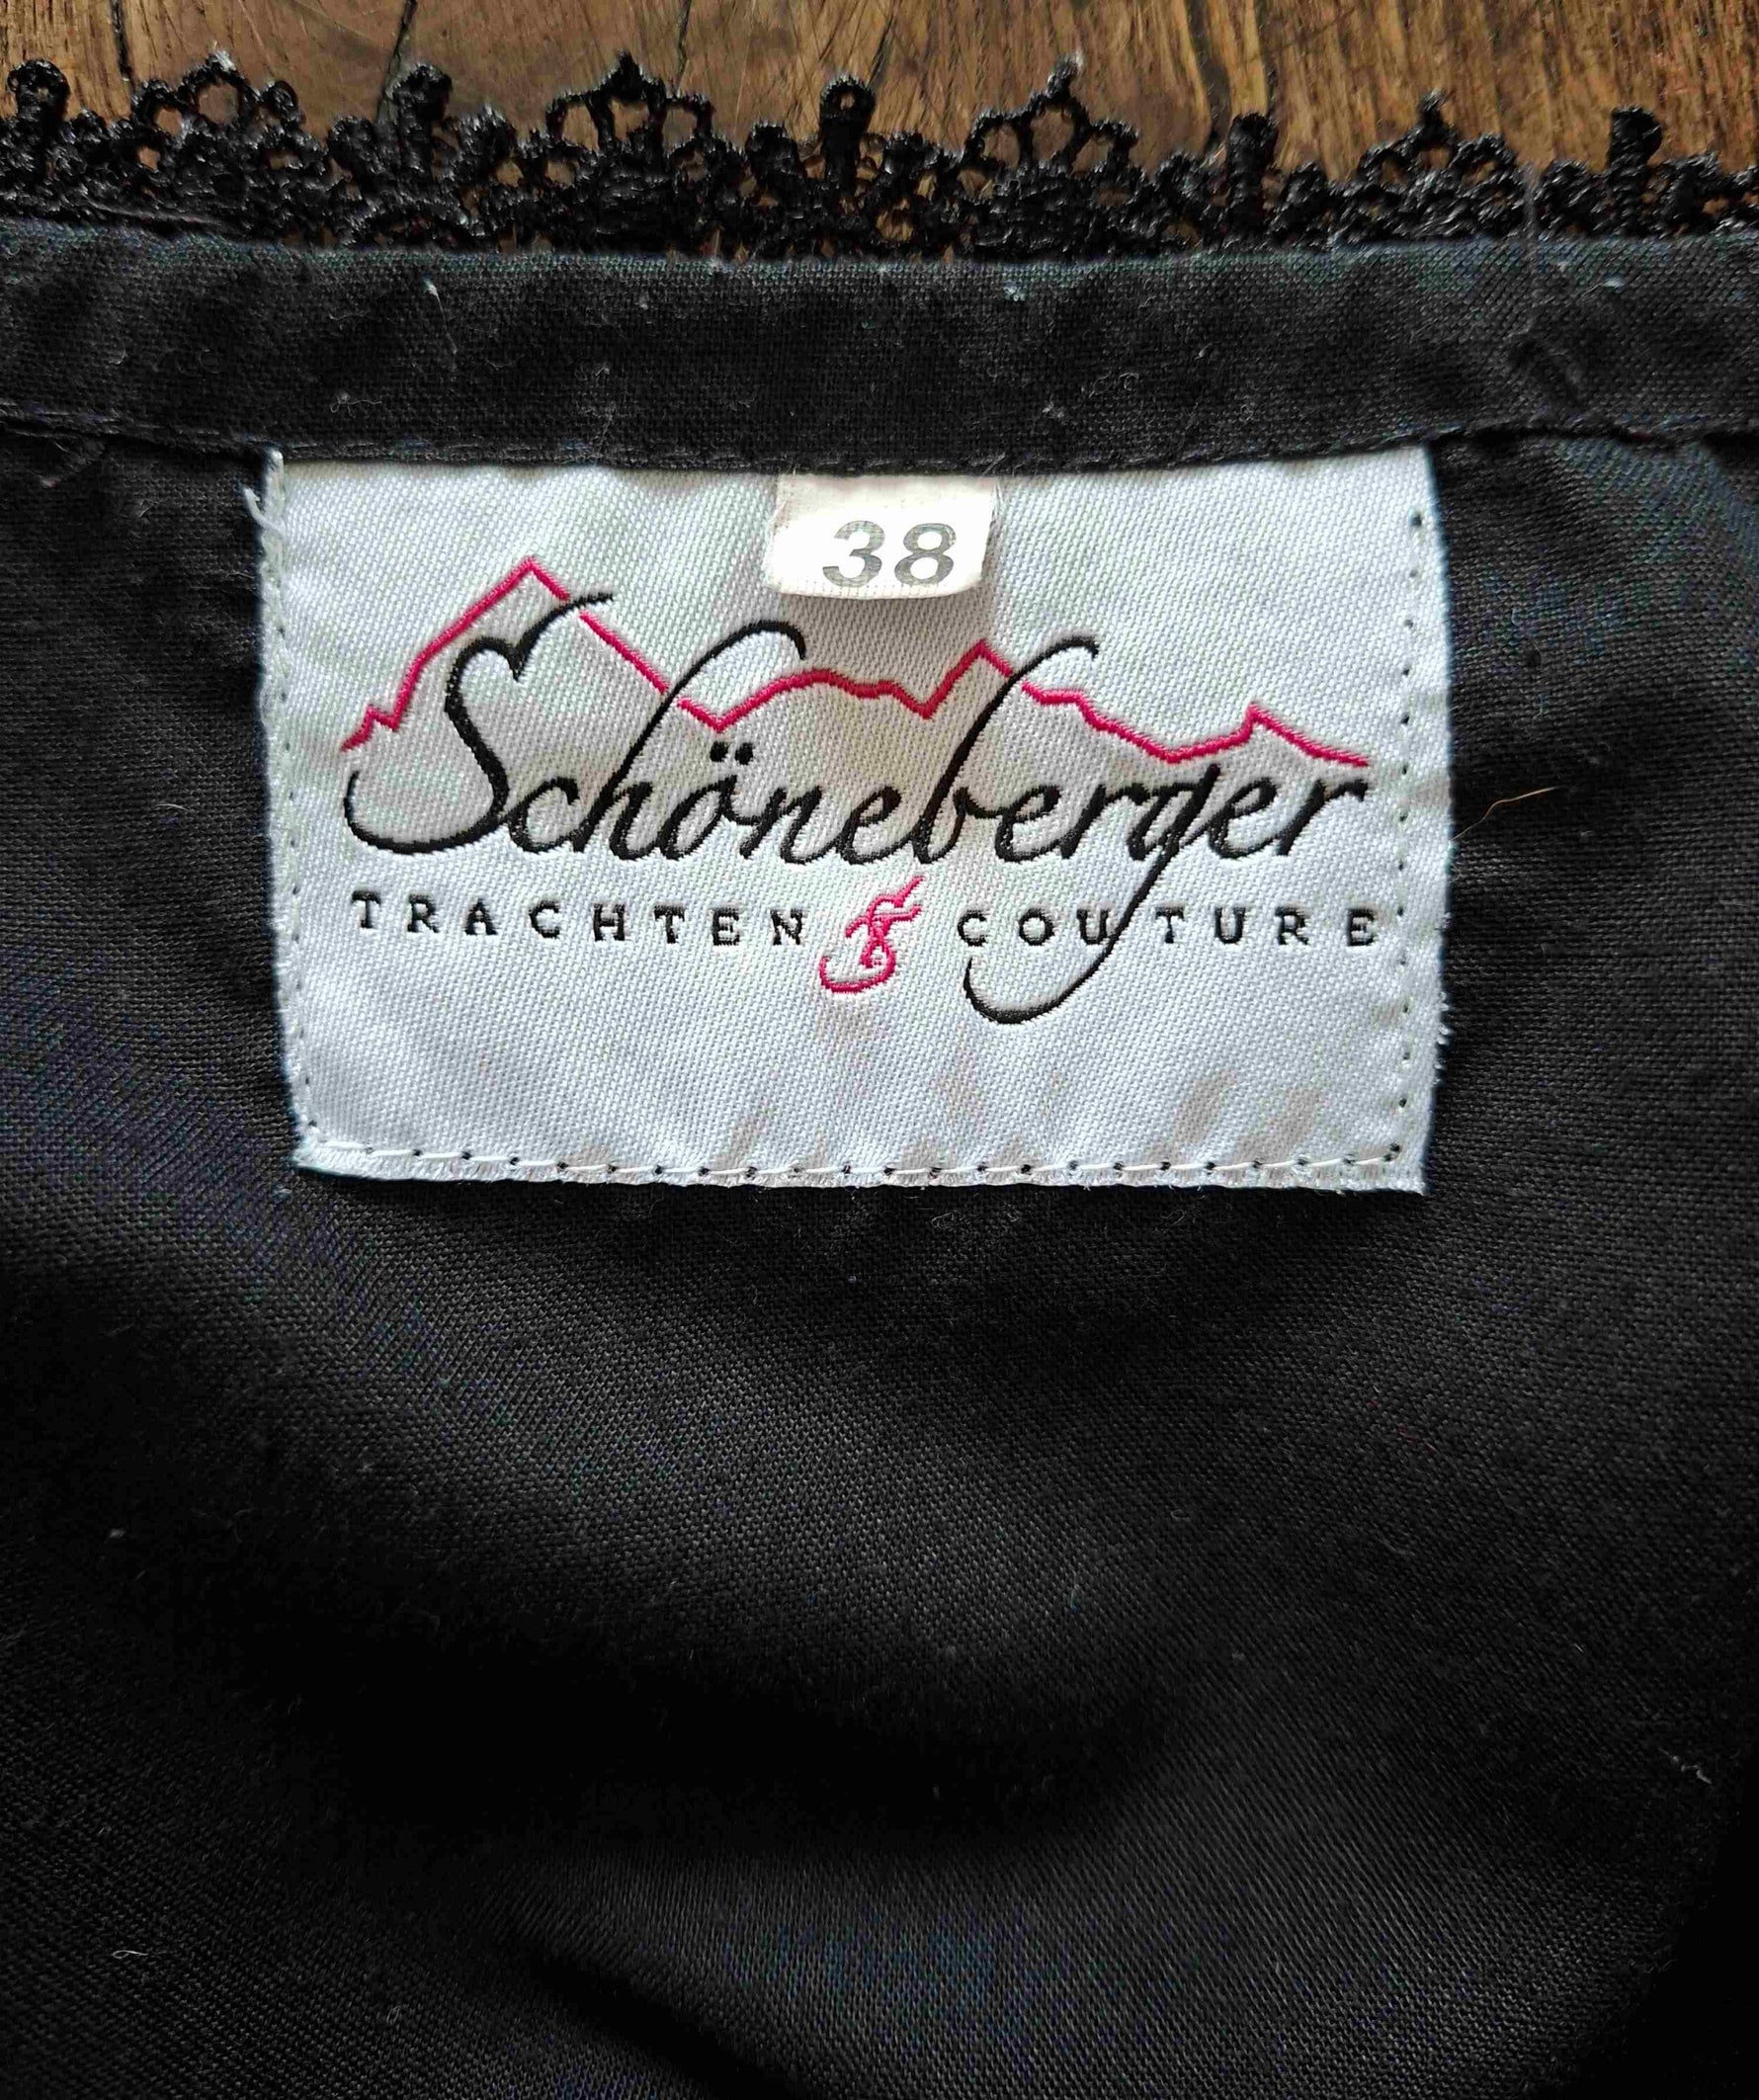 38
Schöneberger
TRACHTEN & COUTURE